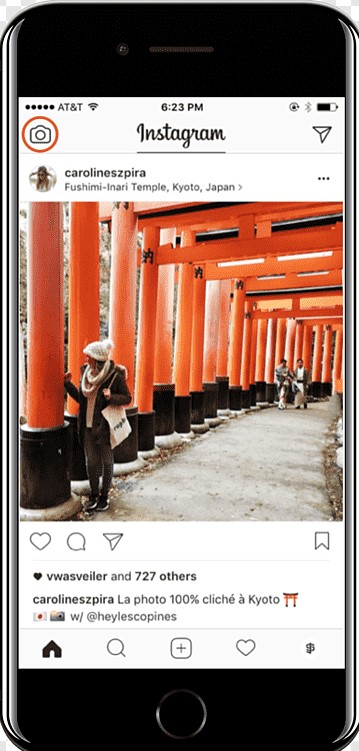 AT&T 6:23 PM
Instagram
carolineszpira
Fushimi-Inari Temple, Kyoto, Japan >
vwasveiler and 727 others
carolineszpira La photo 100% cliché à Kyoto ⛩️
🇯🇵 📸 w/ @heylescopines